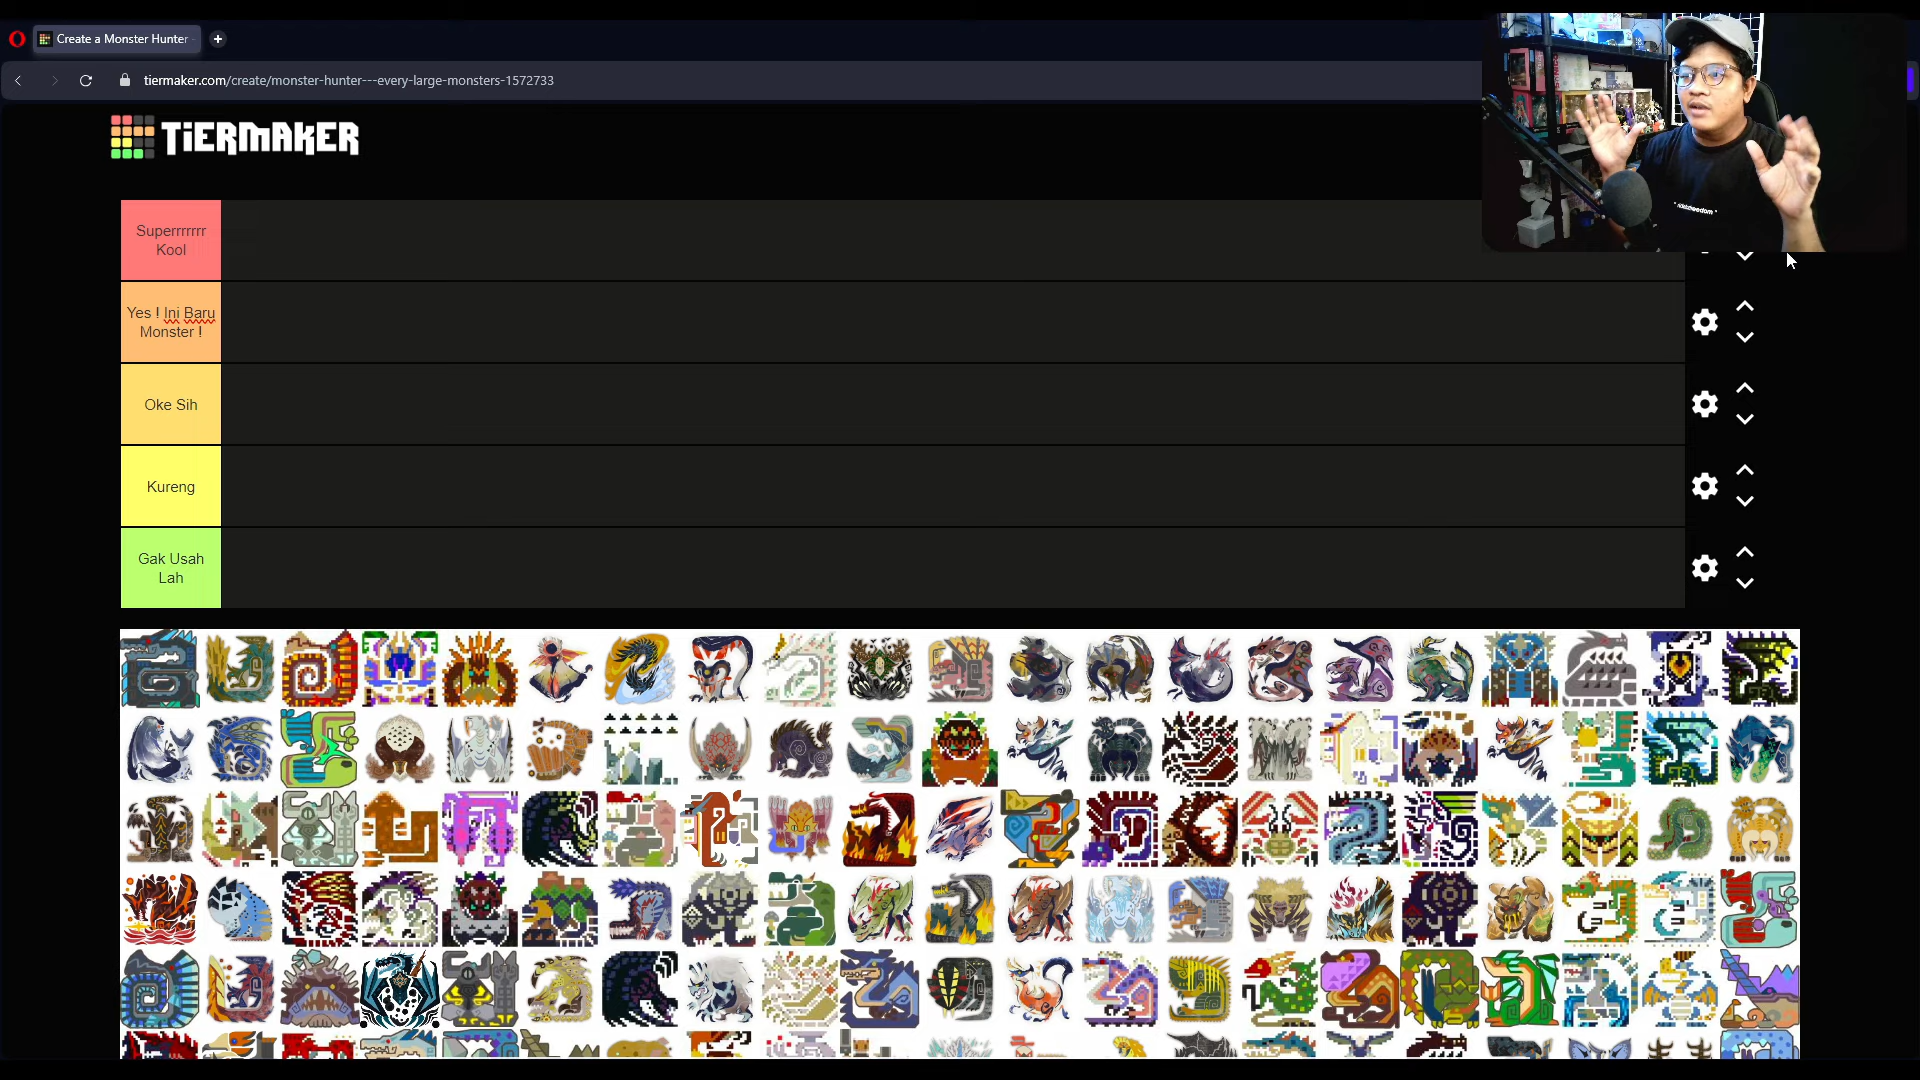 Create a Monster Hunter
tiermaker.com/create/monster-hunter---every-large-monsters-1572733
TiERMAKER
Superrrrrrr
Kool
Yes ! Ini Baru
Monster !
Oke Sih
Kureng
Gak Usah
Lah